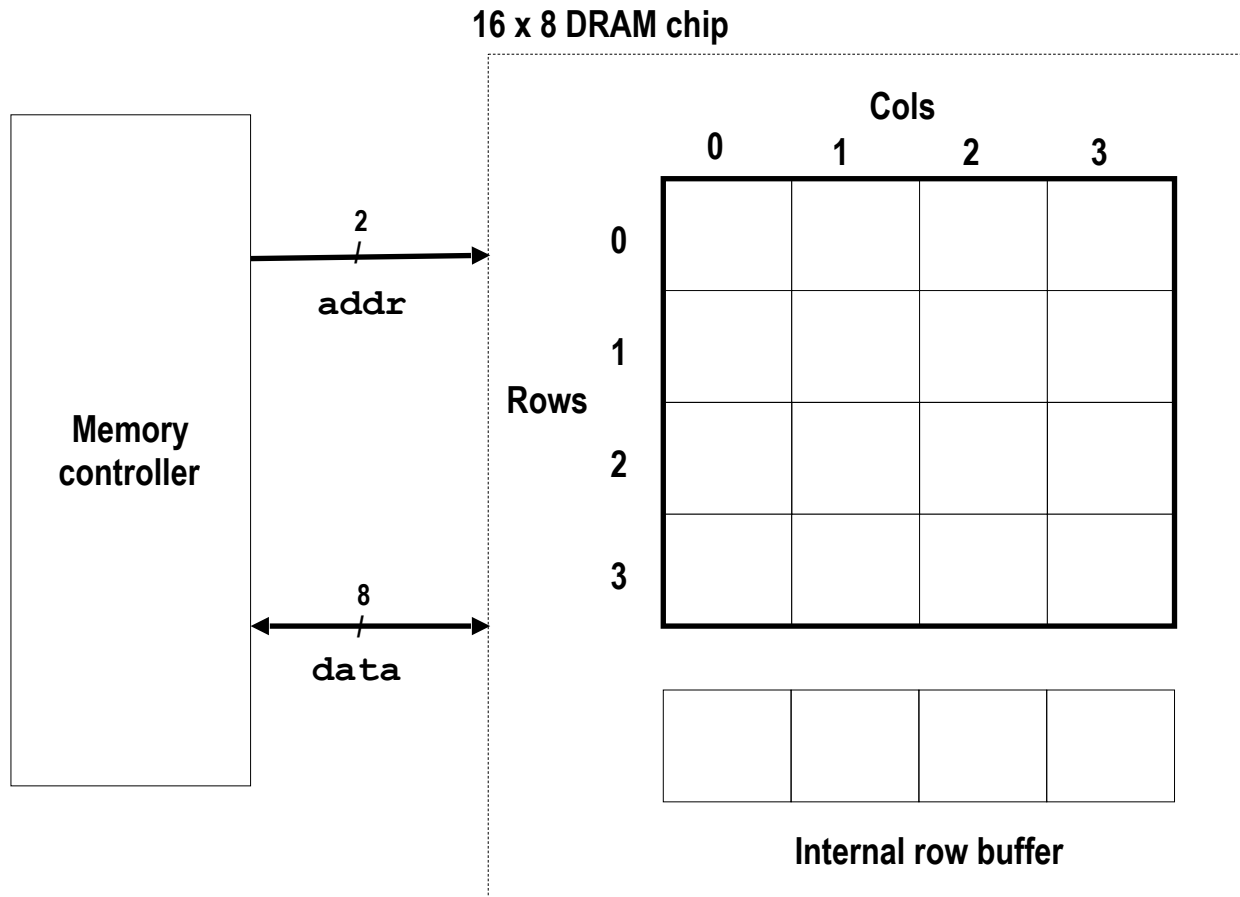 16 x 8 DRAM chip
Cols
0 1 2 3
2
addr
0
1
Rows
2
3
Memory
controller
8
data
Internal row buffer